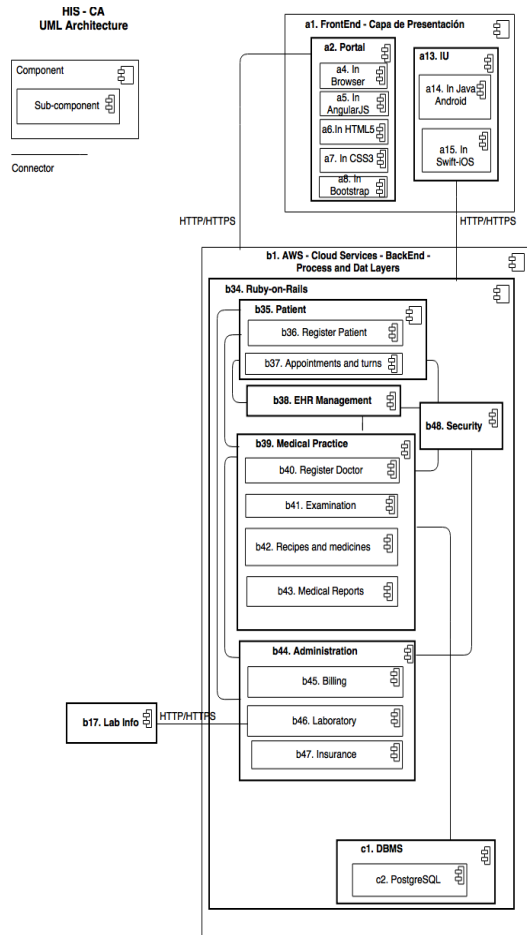 HIS - CA
UML Architecture
Component
Sub-component
Connector
a1. FrontEnd - Capa de Presentación
a2. Portal
a4. In
Browser
a5. In
AngularJS
a6.In HTML5
a7. In CSS3
a8. In
Bootstrap
a13. IU
a14. In Java
Android
a15. In
Swift-iOS
HTTP/HTTPS
HTTP/HTTPS
b1. AWS - Cloud Services - BackEnd -
Process and Dat Layers
b34. Ruby-on-Rails
b35. Patient
b36. Register Patient
b37. Appointments and turns
b38. EHR Management
b48. Security
b39. Medical Practice
b40. Register Doctor
b41. Examination
b42. Recipes and medicines
b43. Medical Reports
b44. Administration
b45. Billing
b46. Laboratory
b47. Insurance
b17. Lab Info
HTTP/HTTPS
c1. DBMS
c2. PostgreSQL